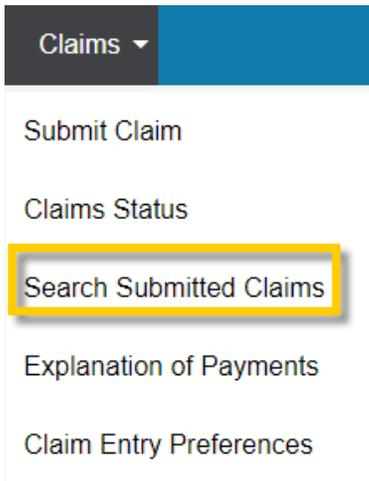 Claims
Submit Claim
Claims Status
Search Submitted Claims
Explanation of Payments
Claim Entry Preferences